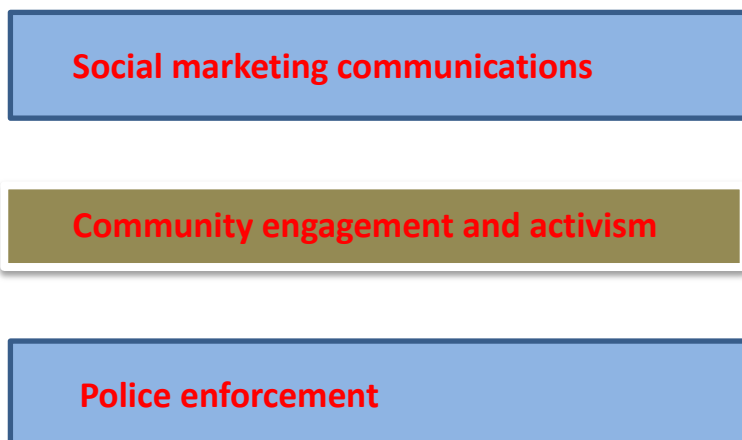 Social marketing communications
Community engagement and activism
Police enforcement